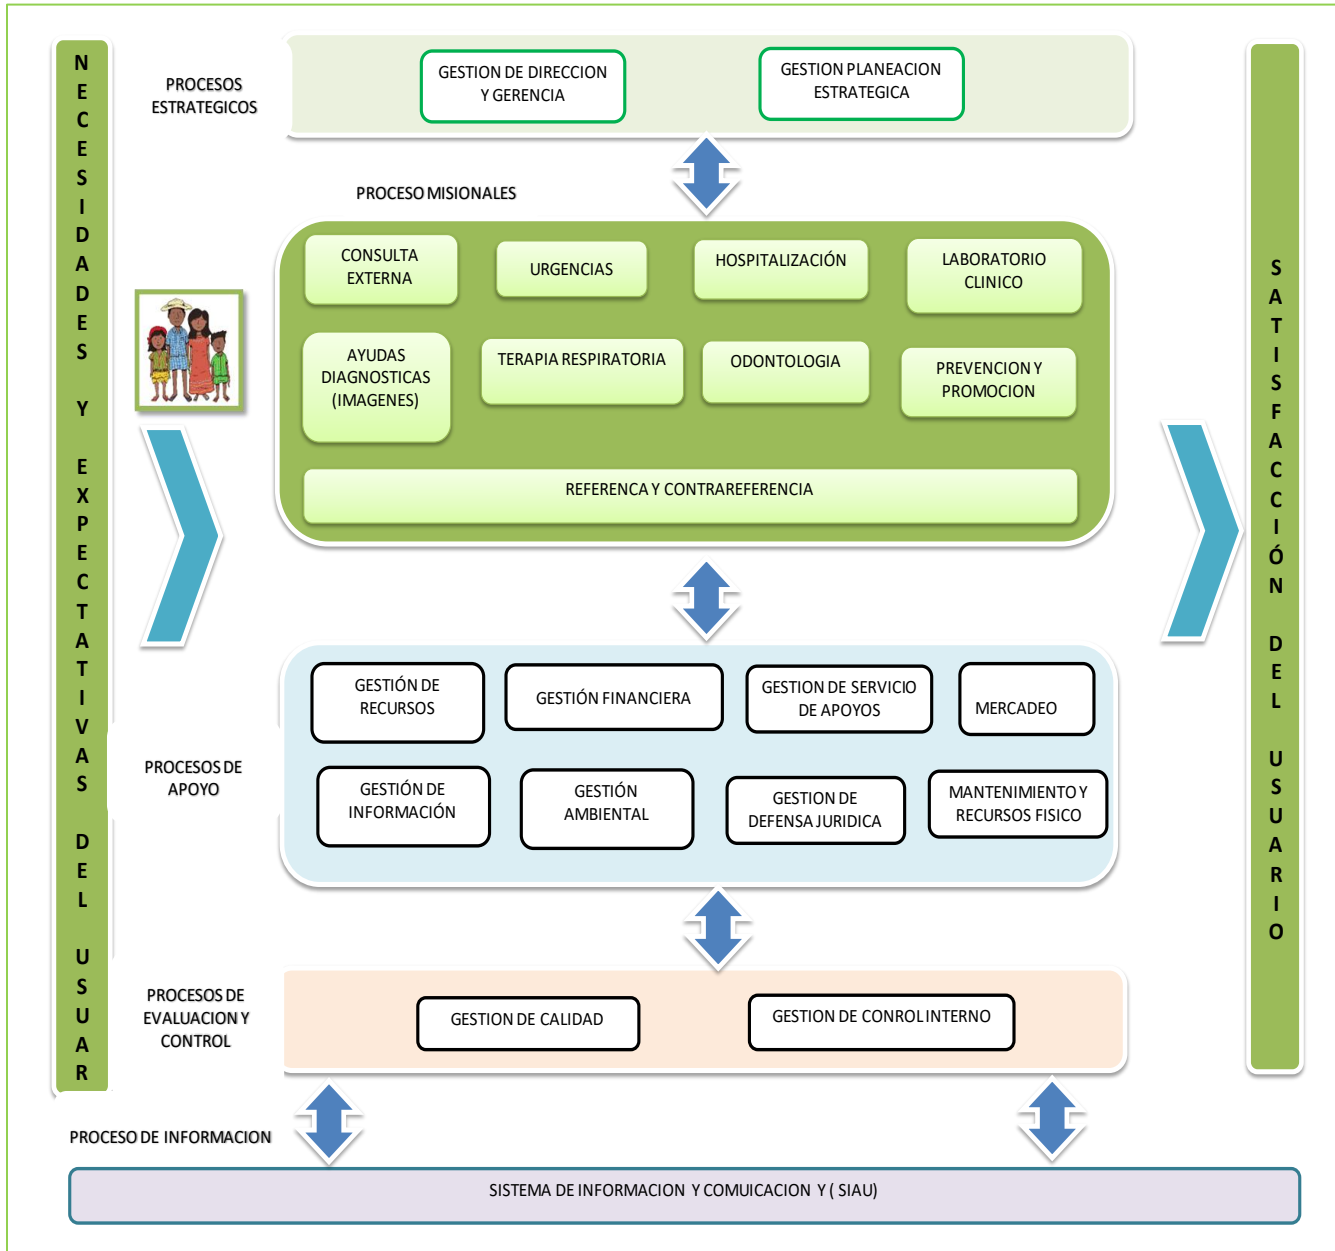 NECESIDADES Y EXPECTATIVAS DEL USUAR
PROCESOS
ESTRATEGICOS
GESTION DE DIRECCION
Y GERENCIA
GESTION PLANEACION
ESTRATEGICA
PROCESO MISIONALES
CONSULTA
EXTERNA
URGENCIAS
HOSPITALIZACIÓN
LABORATORIO
CLINICO
AYUDAS
DIAGNOSTICAS
(IMAGENES)
TERAPIA RESPIRATORIA
ODONTOLOGIA
PREVENCION Y
PROMOCION
REFERENCA Y CONTRAREFERENCIA
PROCESOS DE
APOYO
GESTIÓN DE
RECURSOS
GESTIÓN FINANCIERA
GESTION DE SERVICIO
DE APOYOS
MERCADEO
GESTIÓN DE
INFORMACIÓN
GESTIÓN
AMBIENTAL
GESTION DE
DEFENSA JURIDICA
MANTENIMIENTO Y
RECURSOS FISICO
PROCESOS DE
EVALUACION Y
CONTROL
GESTION DE CALIDAD
GESTION DE CONROL INTERNO
PROCESO DE INFORMACION
SISTEMA DE INFORMACION Y COMUICACION Y ( SIAU)
SATISFACCIÓN DEL USUARIO